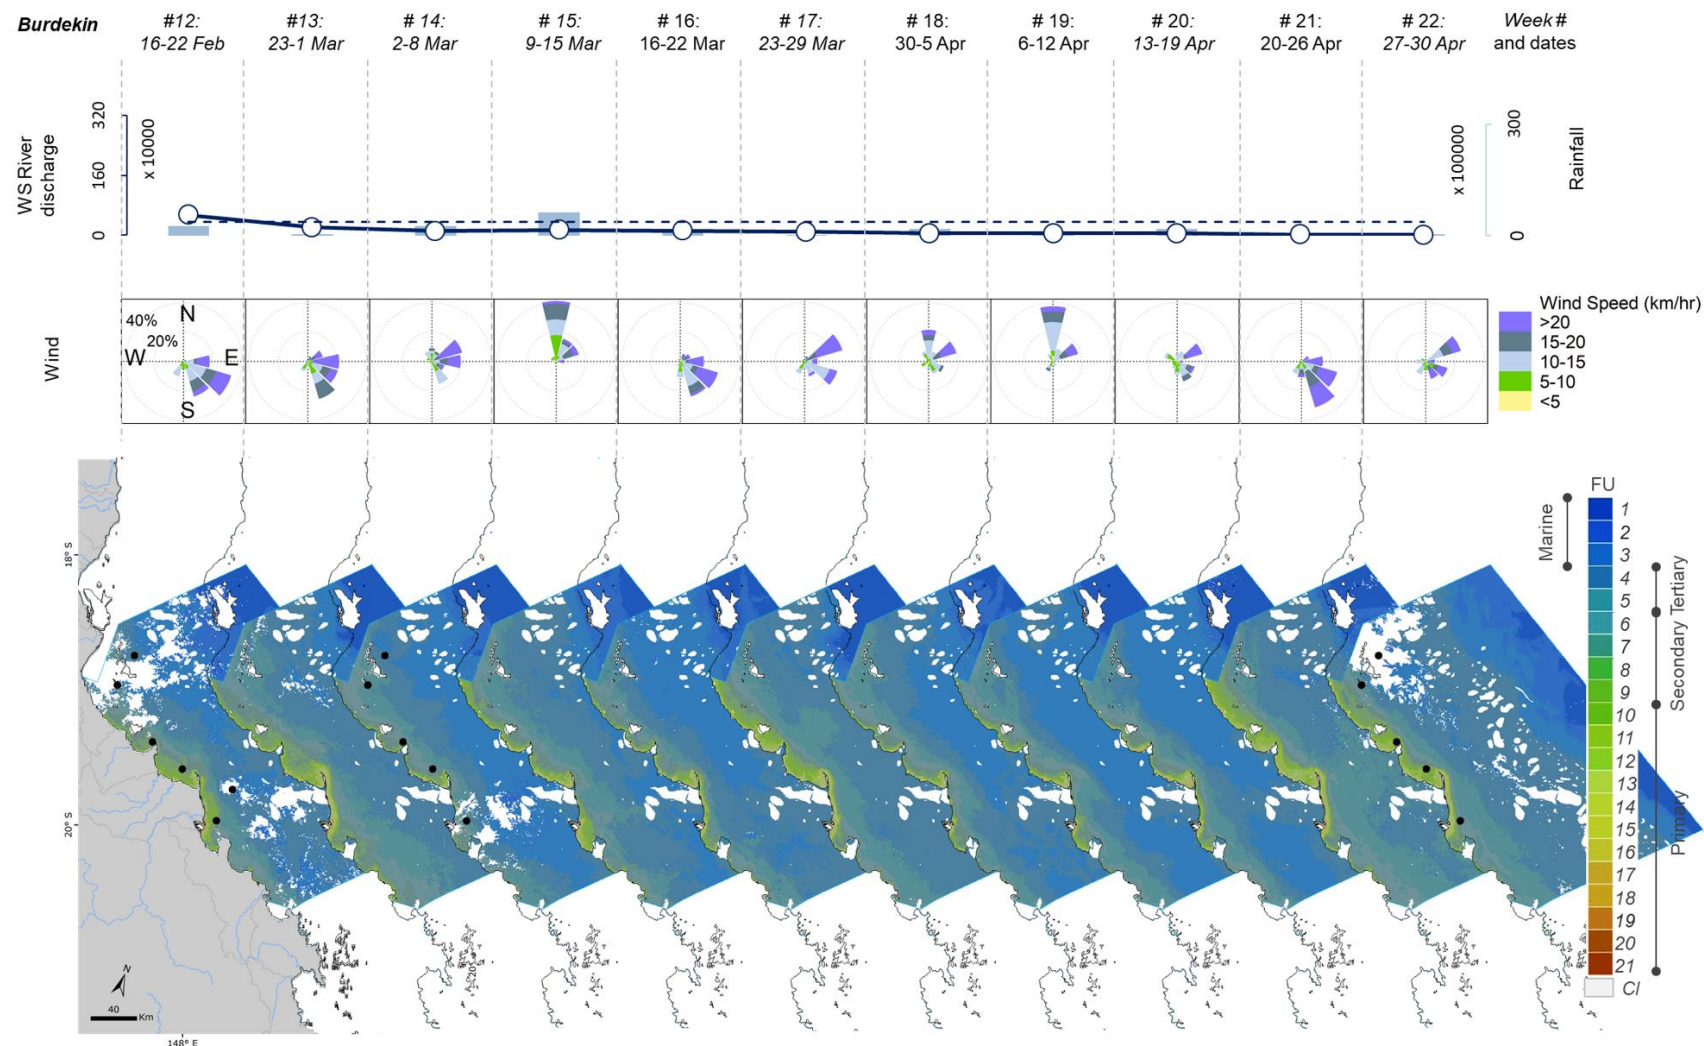 Burdekin
#12:
16-22 Feb
#13:
23-1 Mar
# 14:
2-8 Mar
# 15:
9-15 Mar
# 16:
16-22 Mar
# 17:
23-29 Mar
# 18:
30-5 Apr
# 19:
6-12 Apr
# 20:
13-19 Apr
# 21:
20-26 Apr
# 22:
27-30 Apr
Week#
and dates
WS River
discharge
0
160
320
x 10000
x 100000
0
300
Rainfall
Wind
40%
20%
N
W
E
S
Wind Speed (km/hr)
>20
15-20
10-15
5-10
<5
18° S
20° S
148° E
N
40
Km
20°
FU
1
2
3
4
5
6
7
8
9
10
11
12
13
14
15
16
17
18
19
20
21
Cl
Marine
Tertiary
Secondary
Primary